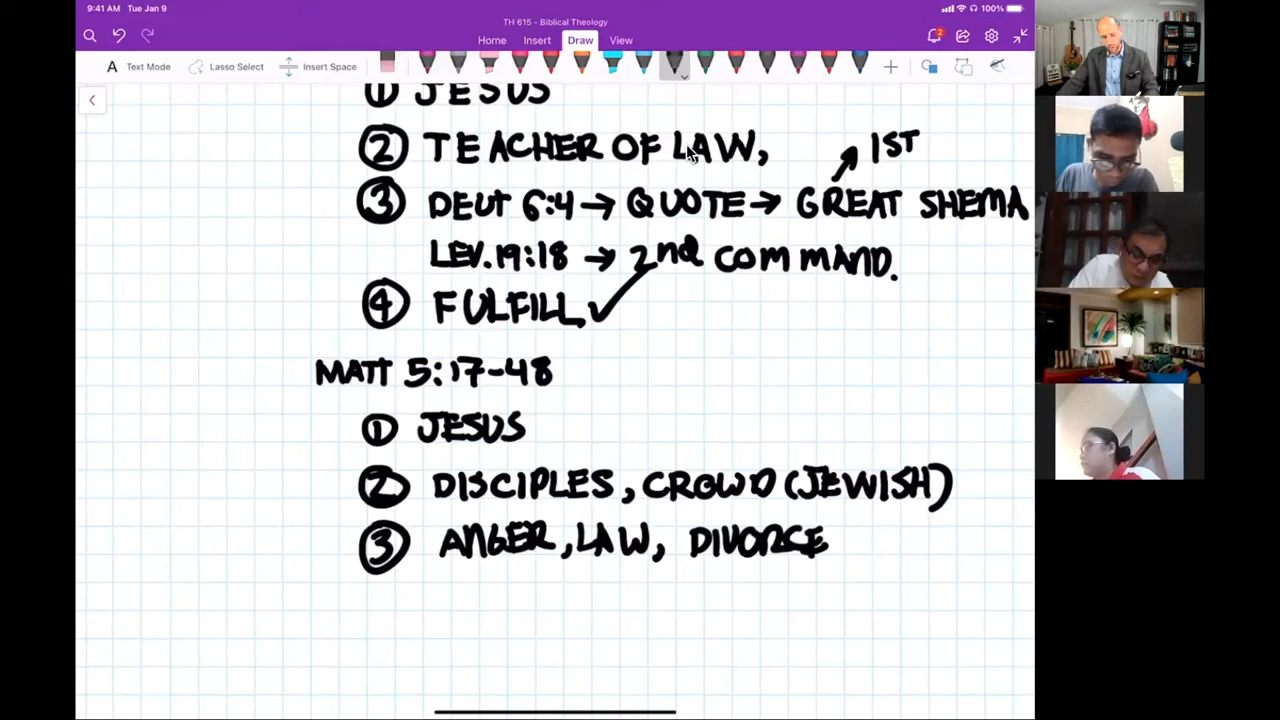 9:41 AM Tue Jan 9
100%
TH 615 - Biblical Theology
Home Insert Draw View
2
A Text Mode Lasso Select Insert Space
① JESUS
② TEACHER OF LAW,
1ST
③ DEUT 6:4 → QUOTE → GREAT SHEMA
LEV. 19:18 → 2nd COMMAND.
④ FULFILL ✓
MATT 5:17-48
① JESUS
② DISCIPLES, CROWD (JEWISH)
③ ANGER, LAW, DIVORCE